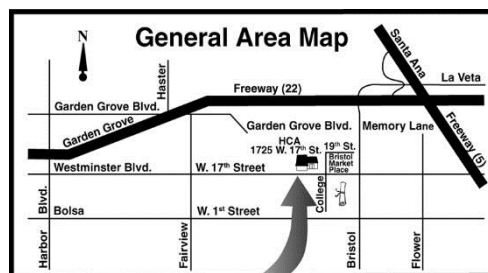 General Area Map
N
Haster
Santa Ana
La Veta
Freeway (22)
Garden Grove Blvd.
Garden Grove
Garden Grove Blvd.
Memory Lane
Freeway (5)
HCA
1725 W. 17th St.
19th St.
Bristol
Market
Place
Westminster Blvd.
W. 17th Street
College
Blvd.
Bolsa
W. 1st Street
Harbor
Fairview
Bristol
Flower